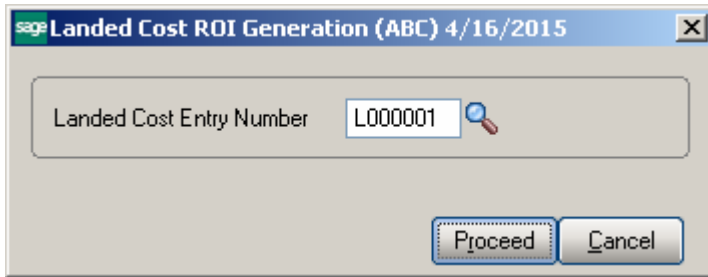 sage Landed Cost ROI Generation (ABC) 4/16/2015
Landed Cost Entry Number L000001
Proceed Cancel